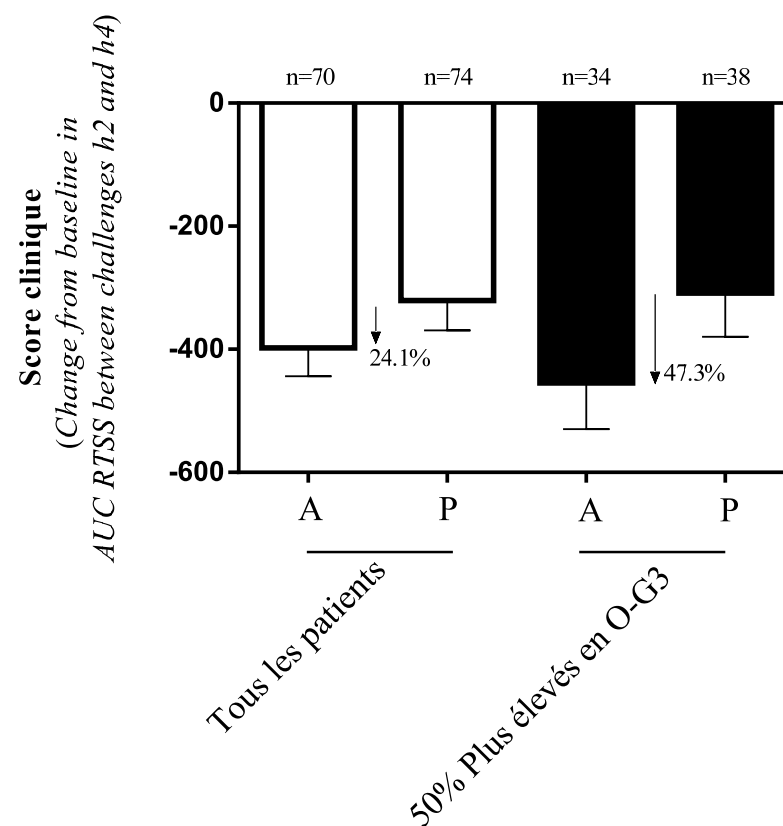 Score clinique
(Change from baseline in
AUC RTSS between challenges h2 and h4)
n=70
n=74
n=34
n=38
0
-200
-400
-600
24.1%
47.3%
A
P
A
P
Tous les patients
50% Plus élevés en O-G3